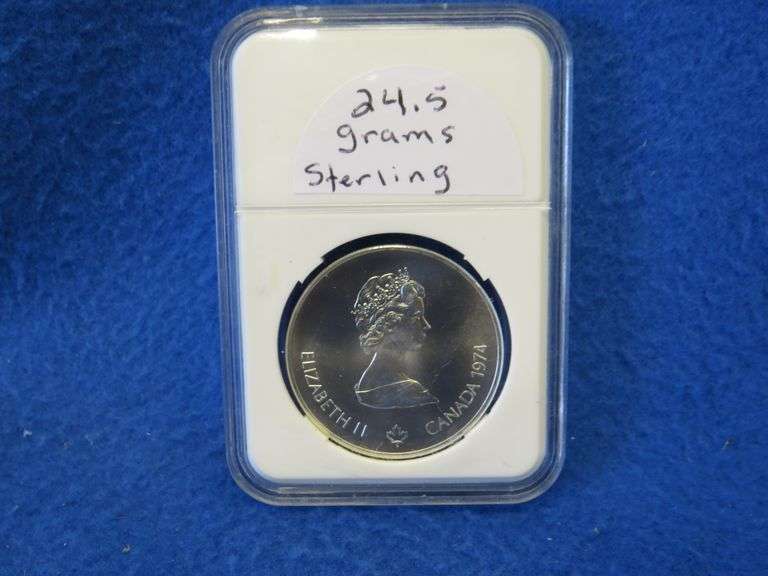 24.5
grams
Sterling
ELIZABETH II
CANADA 1974